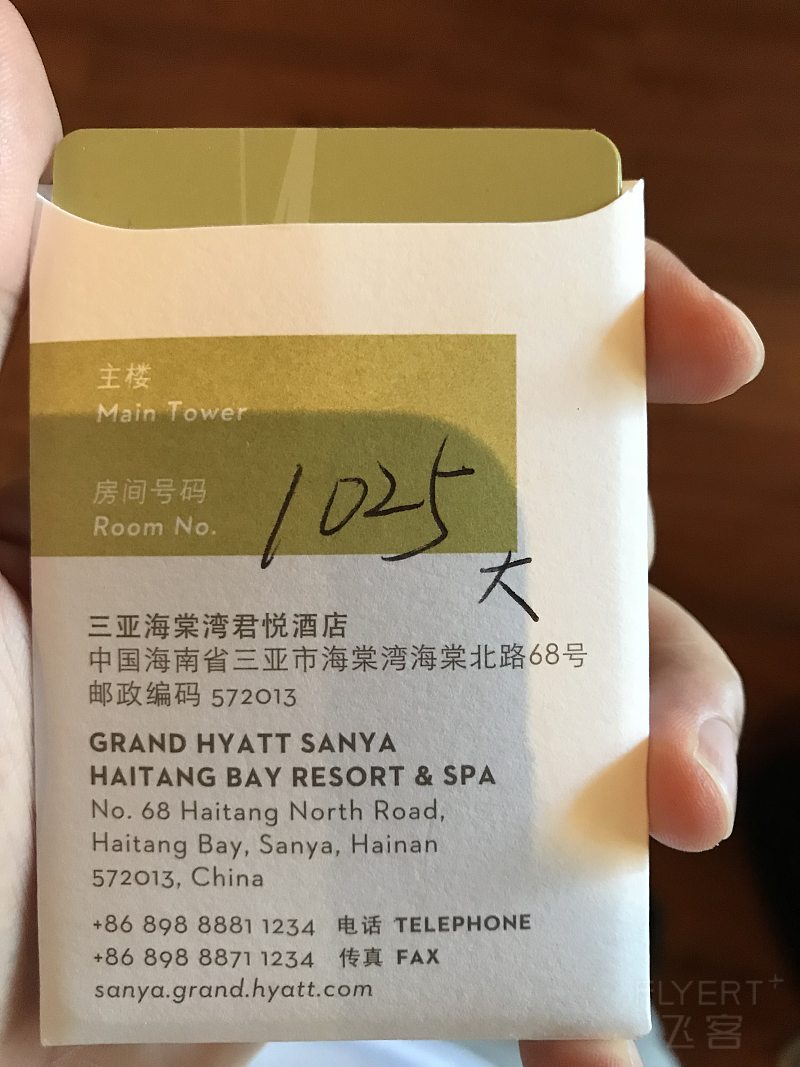 主楼
Main Tower
房间号码
Room No.
1025
大
三亚海棠湾君悦酒店
中国海南省三亚市海棠湾海棠北路68号
邮政编码 572013
GRAND HYATT SANYA
HAITANG BAY RESORT & SPA
No. 68 Haitang North Road,
Haitang Bay, Sanya, Hainan
572013, China
+86 898 8881 1234 电话 TELEPHONE
+86 898 8871 1234 传真 FAX
sanya.grand.hyatt.com
FLYERT+
飞客